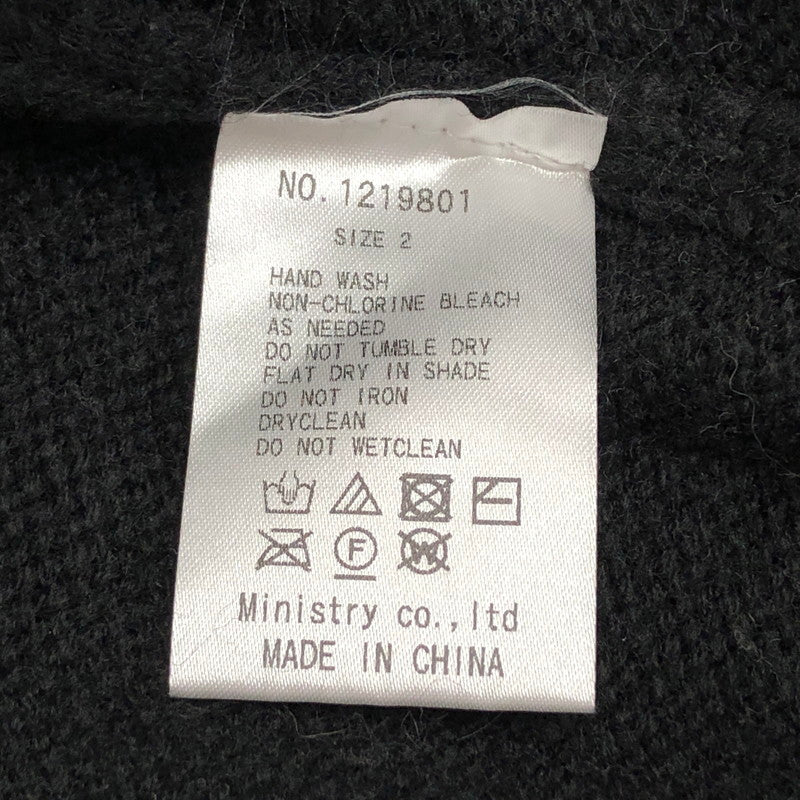 NO. 1219801
SIZE 2
HAND WASH
NON-CHLORINE BLEACH
AS NEEDED
DO NOT TUMBLE DRY
FLAT DRY IN SHADE
DO NOT IRON
DRYCLEAN
DO NOT WETCLEAN
F W
Ministry co.,ltd
MADE IN CHINA